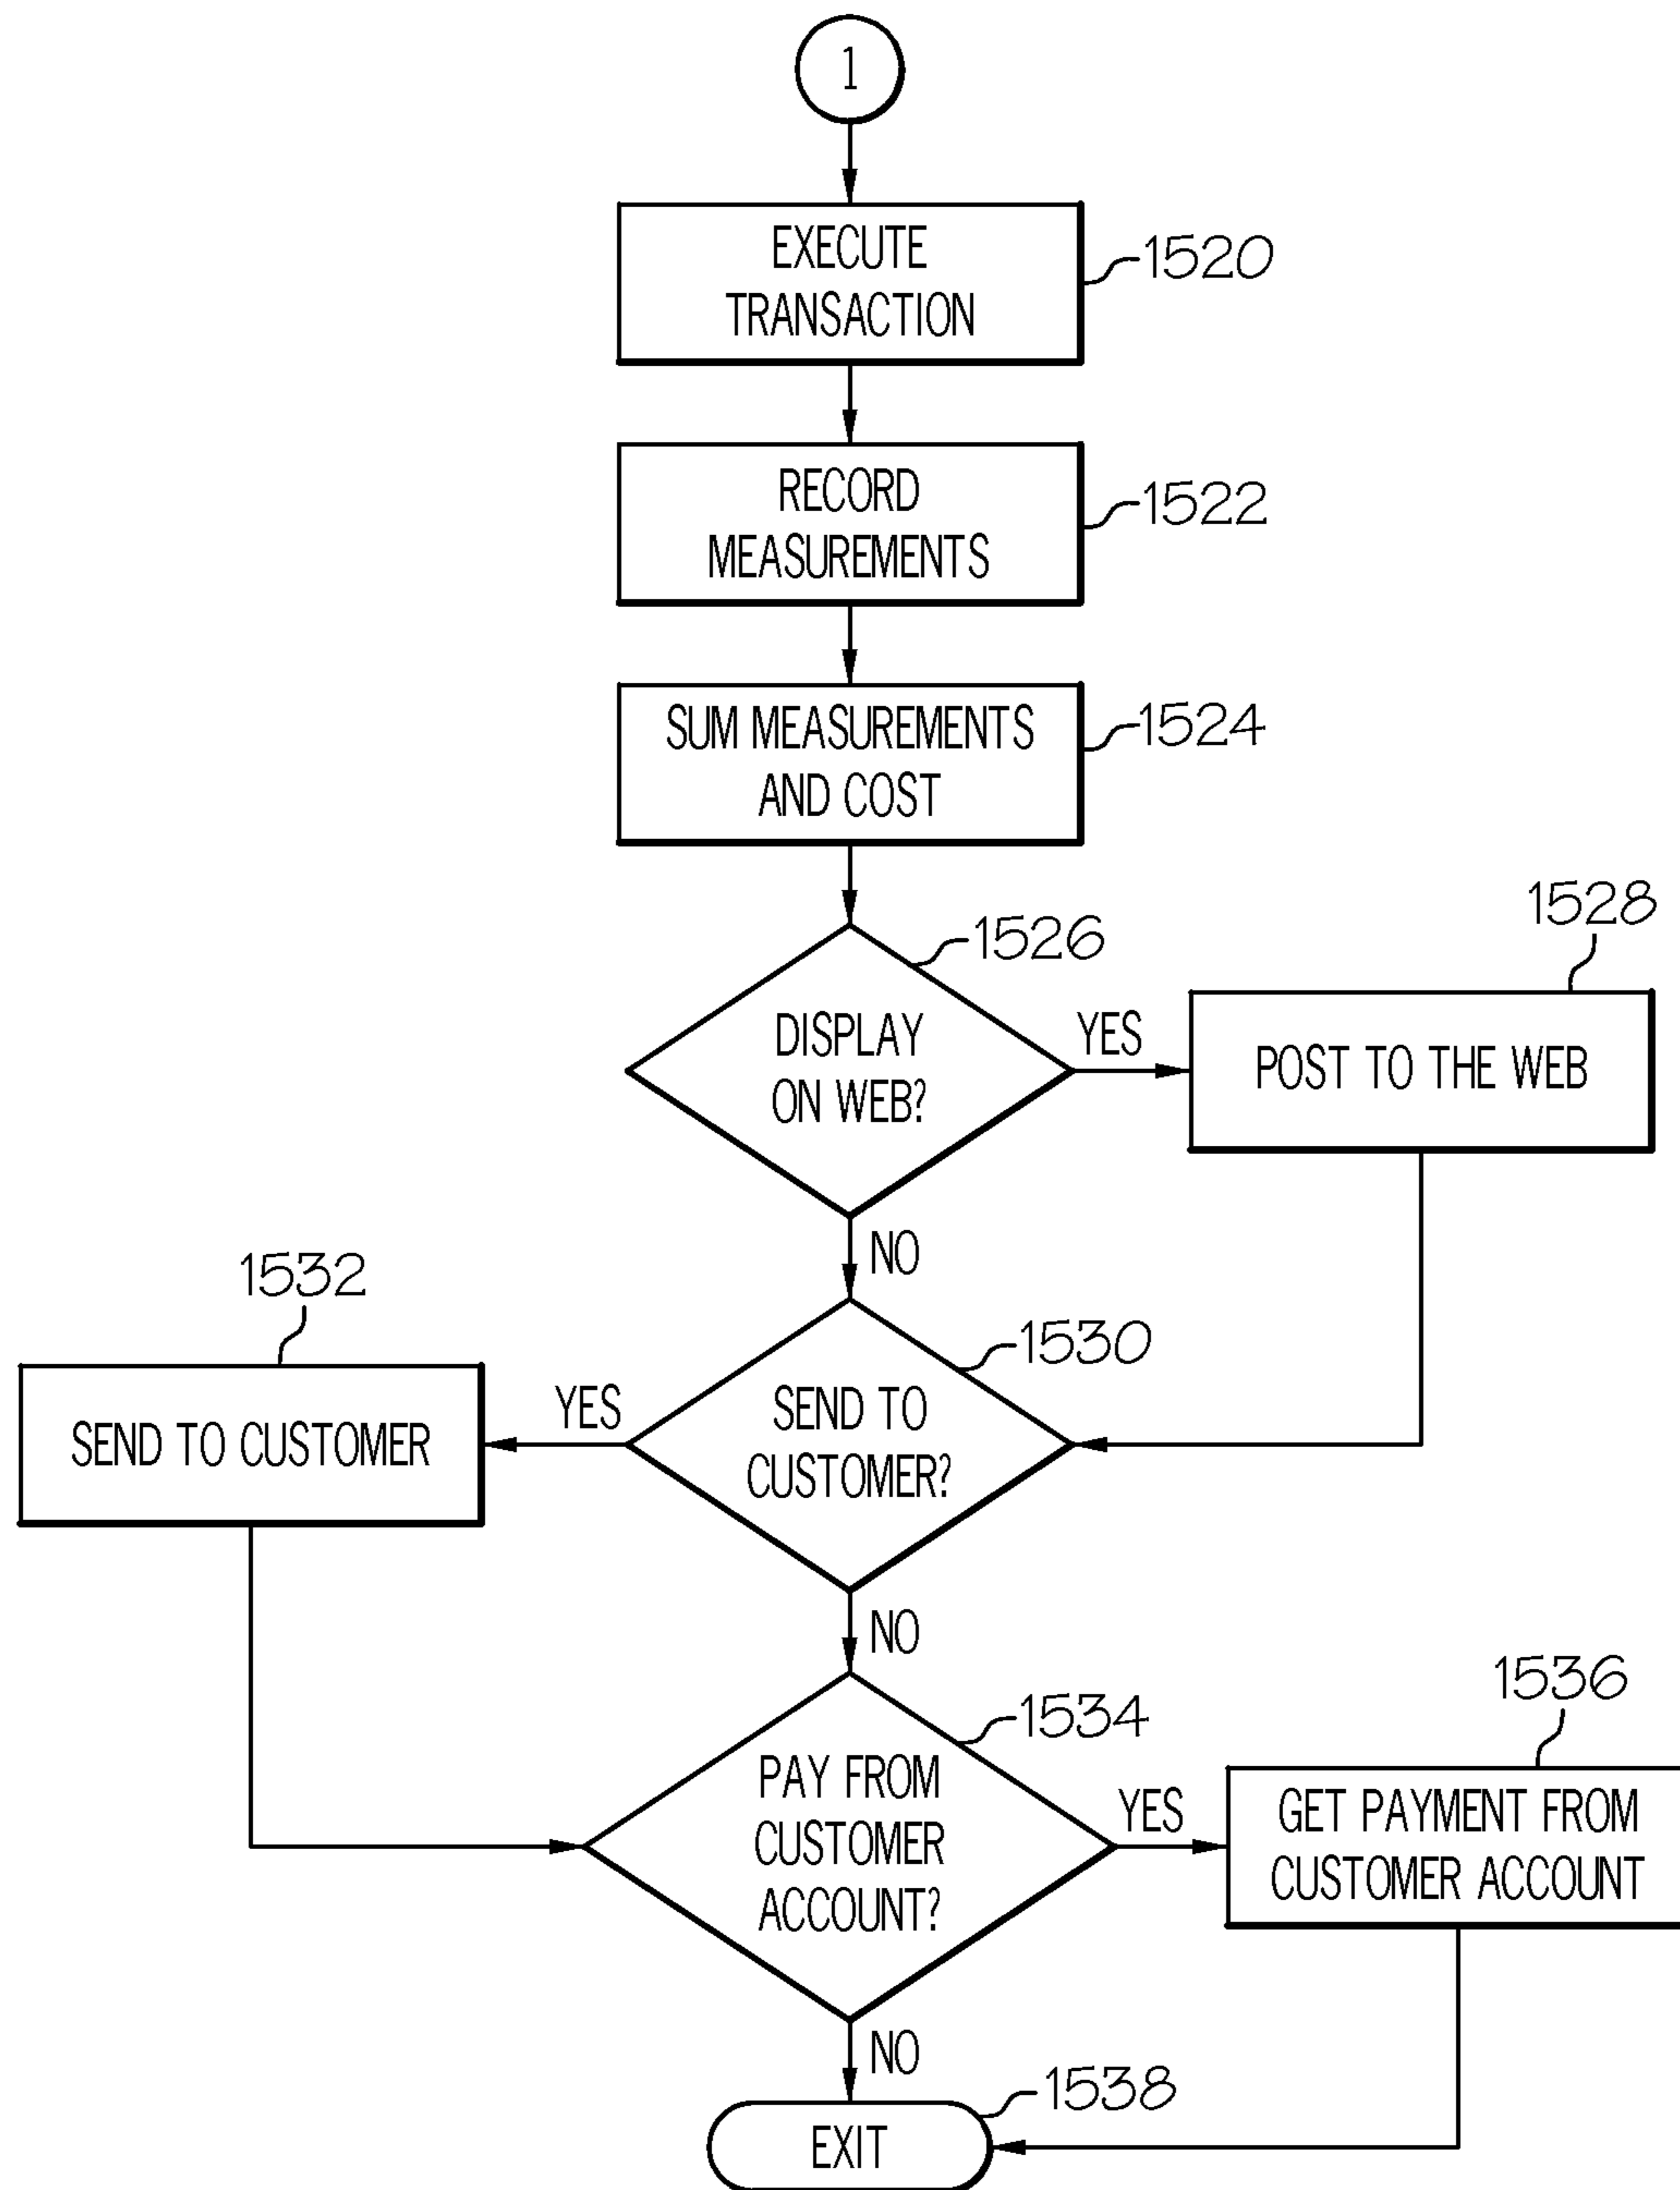 1
EXECUTE
TRANSACTION
1520
RECORD
MEASUREMENTS
1522
SUM MEASUREMENTS
AND COST
1524
1526
DISPLAY
ON WEB?
YES
1528
POST TO THE WEB
NO
1530
SEND TO
CUSTOMER?
YES
1532
SEND TO CUSTOMER
NO
1534
PAY FROM
CUSTOMER
ACCOUNT?
YES
1536
GET PAYMENT FROM
CUSTOMER ACCOUNT
NO
1538
EXIT